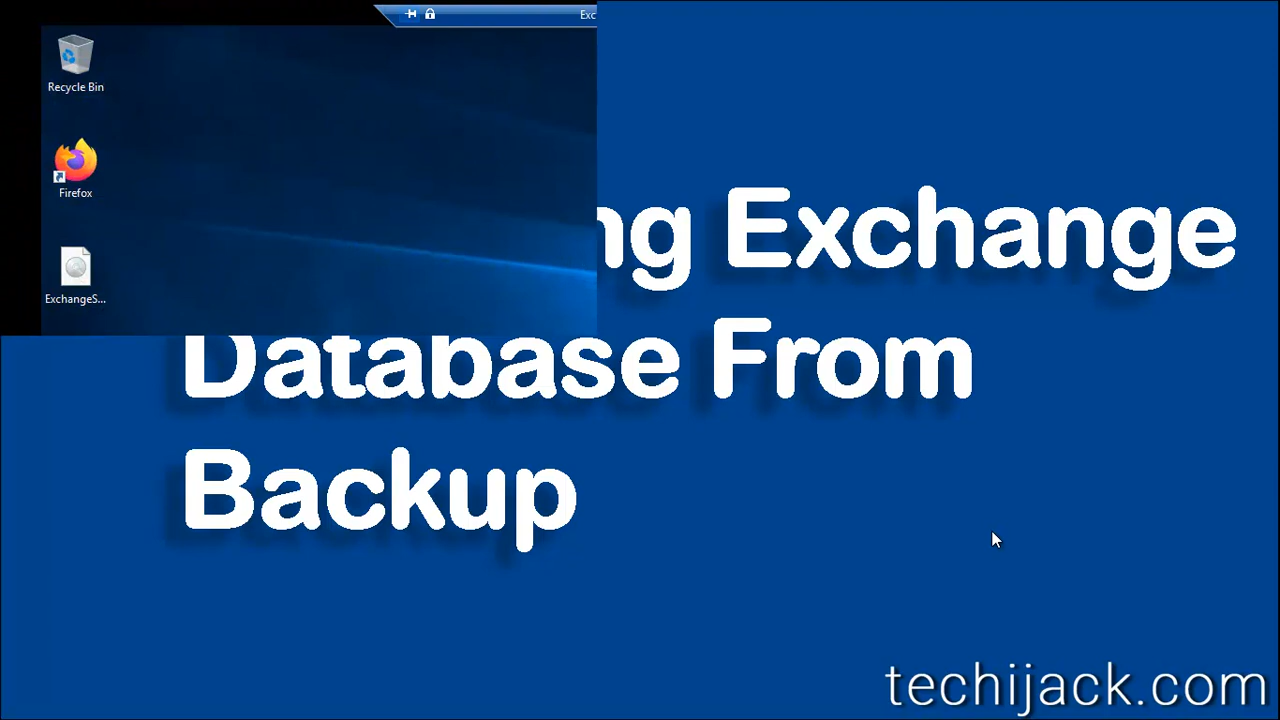 Exc
Recycle Bin
Firefox
ExchangeS...
ng Exchange
Database From
Backup
techijack.com